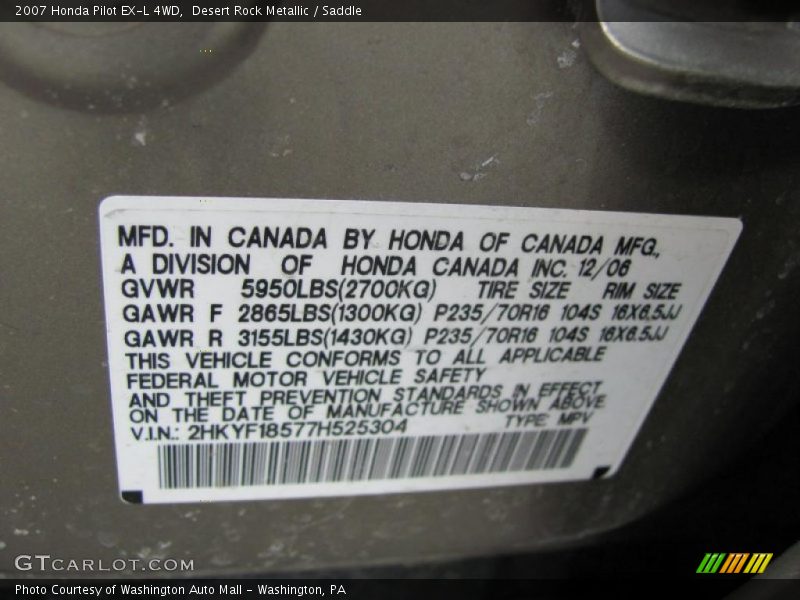 2007 Honda Pilot EX-L 4WD,  Desert Rock Metallic / Saddle
MFD. IN CANADA BY HONDA OF CANADA MFG.,
A DIVISION OF HONDA CANADA INC. 12/06
GVWR 5950LBS(2700KG) TIRE SIZE RIM SIZE
GAWR F 2865LBS(1300KG) P235/70R16 104S 16X6.5JJ
GAWR R 3155LBS(1430KG) P235/70R16 104S 16X6.5JJ
THIS VEHICLE CONFORMS TO ALL APPLICABLE
FEDERAL MOTOR VEHICLE SAFETY
AND THEFT PREVENTION STANDARDS IN EFFECT
ON THE DATE OF MANUFACTURE SHOWN ABOVE
V.I.N.: 2HKYF18577H525304 TYPE MPV
GTCARLOT.COM
Photo Courtesy of Washington Auto Mall - Washington, PA